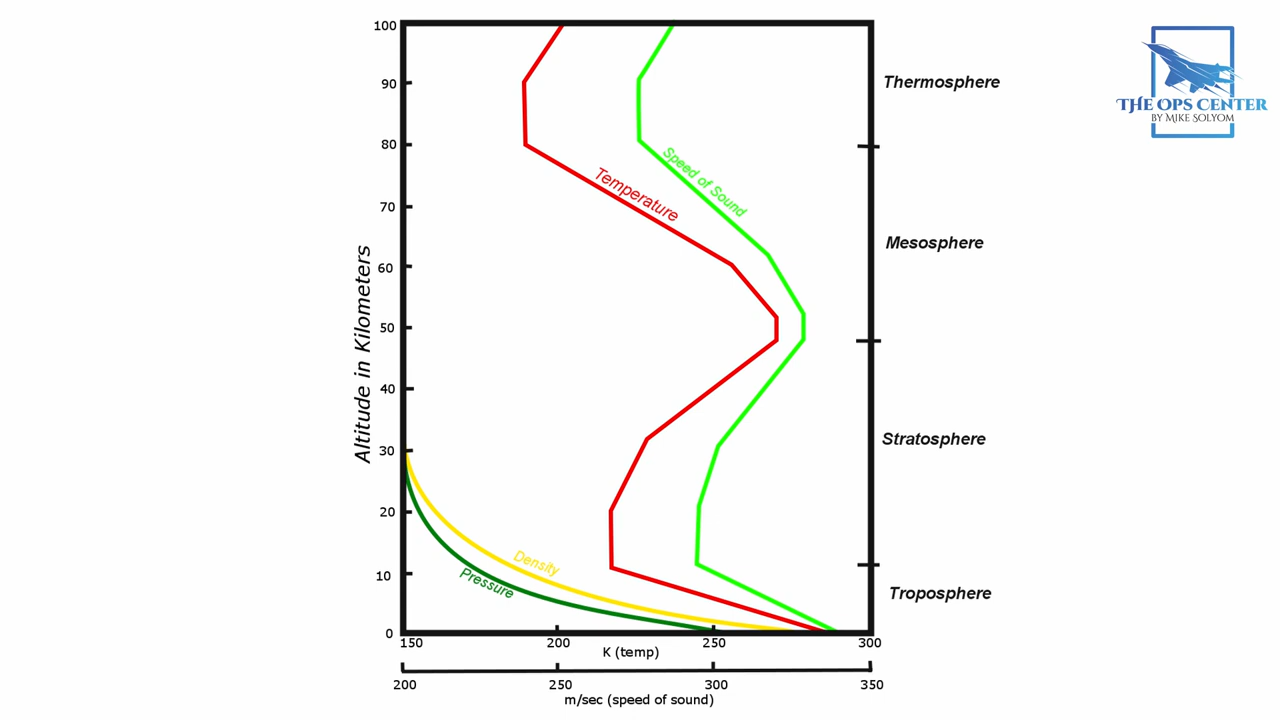 THE OPS CENTER
BY MIKE SOLYOM
100
90
80
70
60
50
40
30
20
10
0
Altitude in Kilometers
Temperature
Speed of Sound
Density
Pressure
Thermosphere
Mesosphere
Stratosphere
Troposphere
150 200 250 300
K (temp)
200 250 300 350
m/sec (speed of sound)